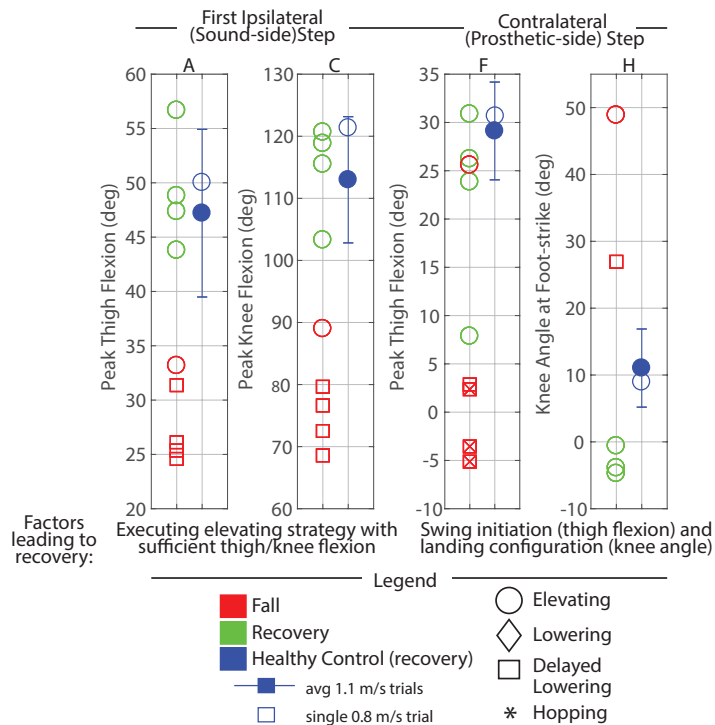 First Ipsilateral
(Sound-side)Step
Contralateral
(Prosthetic-side) Step
A
C
F
H
Peak Thigh Flexion (deg)
60
55
50
45
40
35
30
25
20
Peak Knee Flexion (deg)
130
120
110
100
90
80
70
60
Peak Thigh Flexion (deg)
35
30
25
20
15
10
5
0
-5
-10
Knee Angle at Foot-strike (deg)
50
40
30
20
10
0
-10
Factors
leading to
recovery:
Executing elevating strategy with
sufficient thigh/knee flexion
Swing initiation (thigh flexion) and
landing configuration (knee angle)
Legend
Fall
Recovery
Healthy Control (recovery)
avg 1.1 m/s trials
single 0.8 m/s trial
Elevating
Lowering
Delayed
Lowering
* Hopping